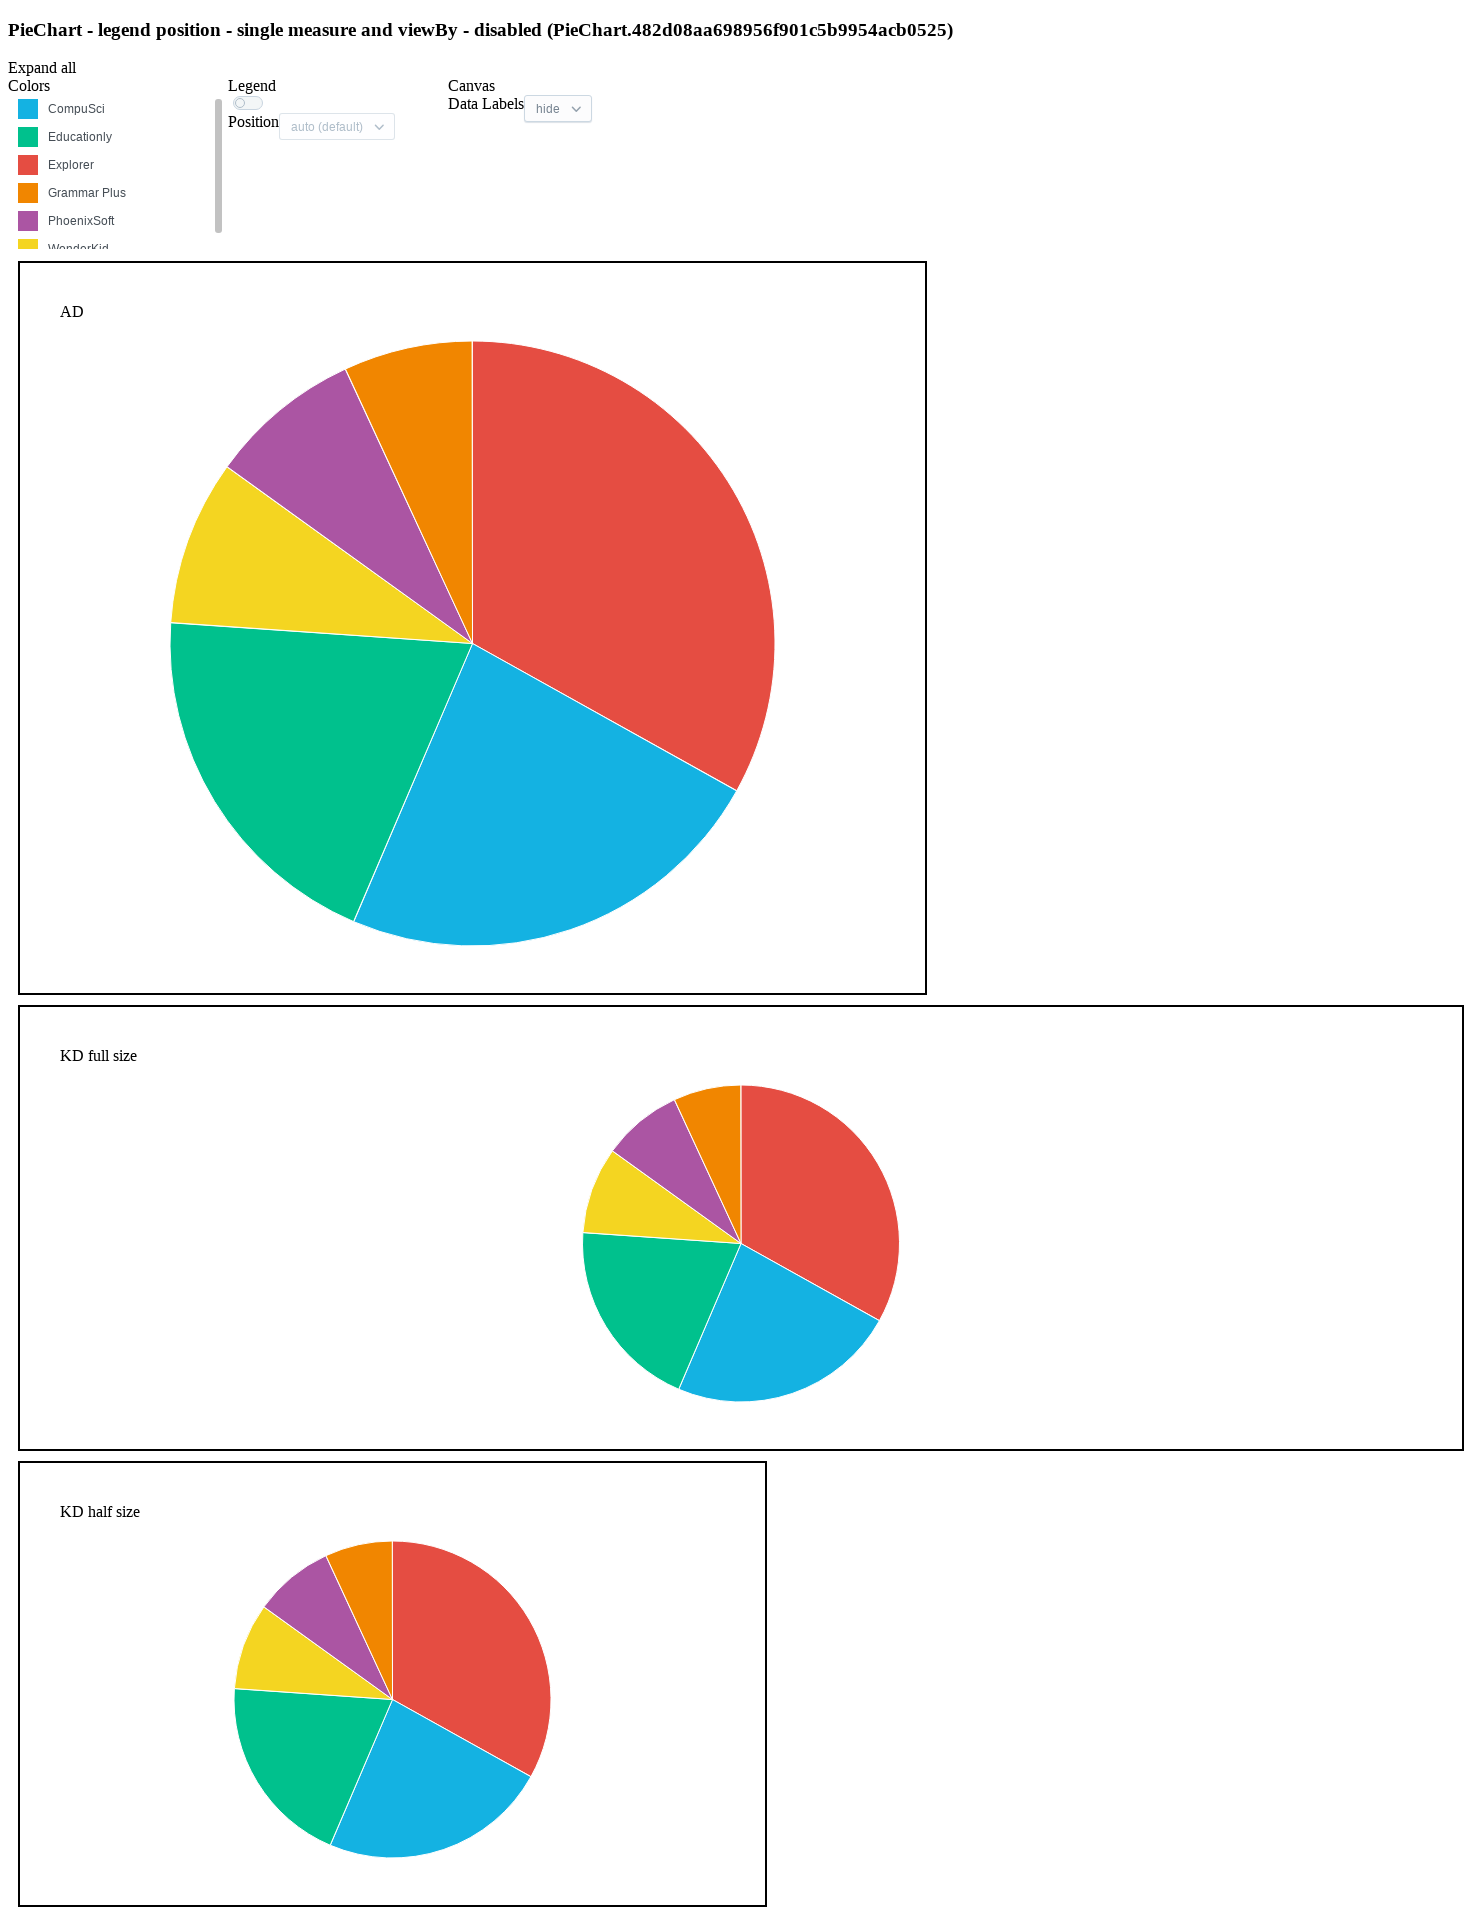 PieChart - legend position - single measure and viewBy - disabled (PieChart.482d08aa698956f901c5b9954acb0525)
Expand all
Colors
CompuSci
Educationly
Explorer
Grammar Plus
PhoenixSoft
WonderKid
Legend
Position auto (default)
Canvas
Data Labels hide
AD
KD full size
KD half size